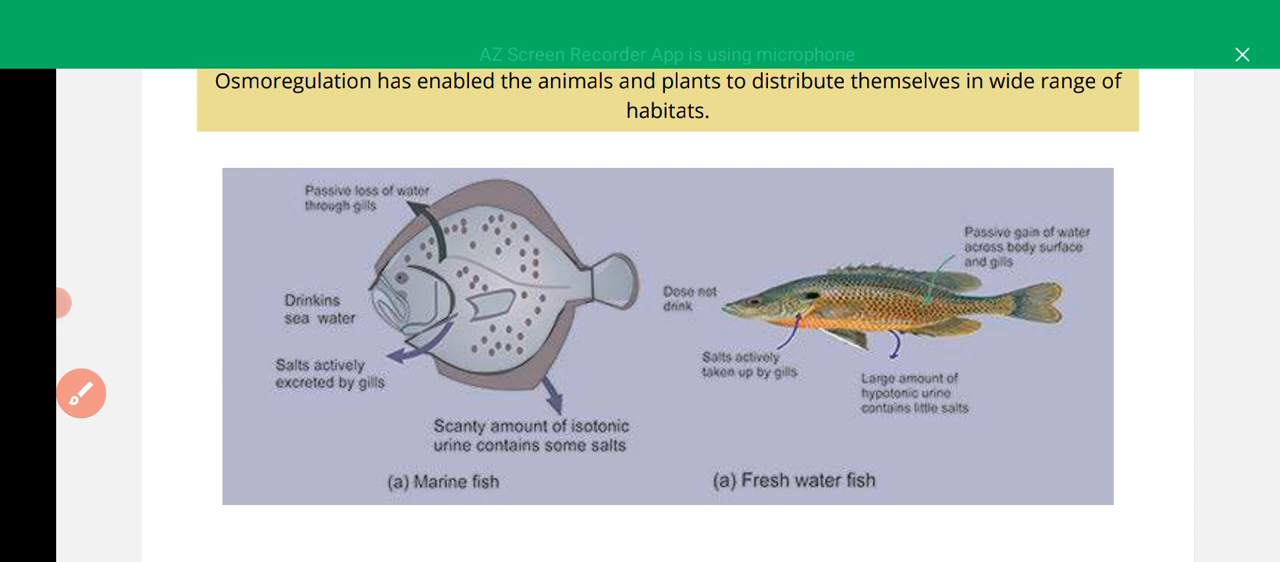 AZ Screen Recorder App is using microphone
Osmoregulation has enabled the animals and plants to distribute themselves in wide range of
habitats.
Passive loss of water
through gills
Drinkins
sea water
Salts actively
excreted by gills
Scanty amount of isotonic
urine contains some salts
(a) Marine fish
Passive gain of water
across body surface
and gills
Dose not
drink
Salts actively
taken up by gills
Large amount of
hypotonic urine
contains little salts
(a) Fresh water fish